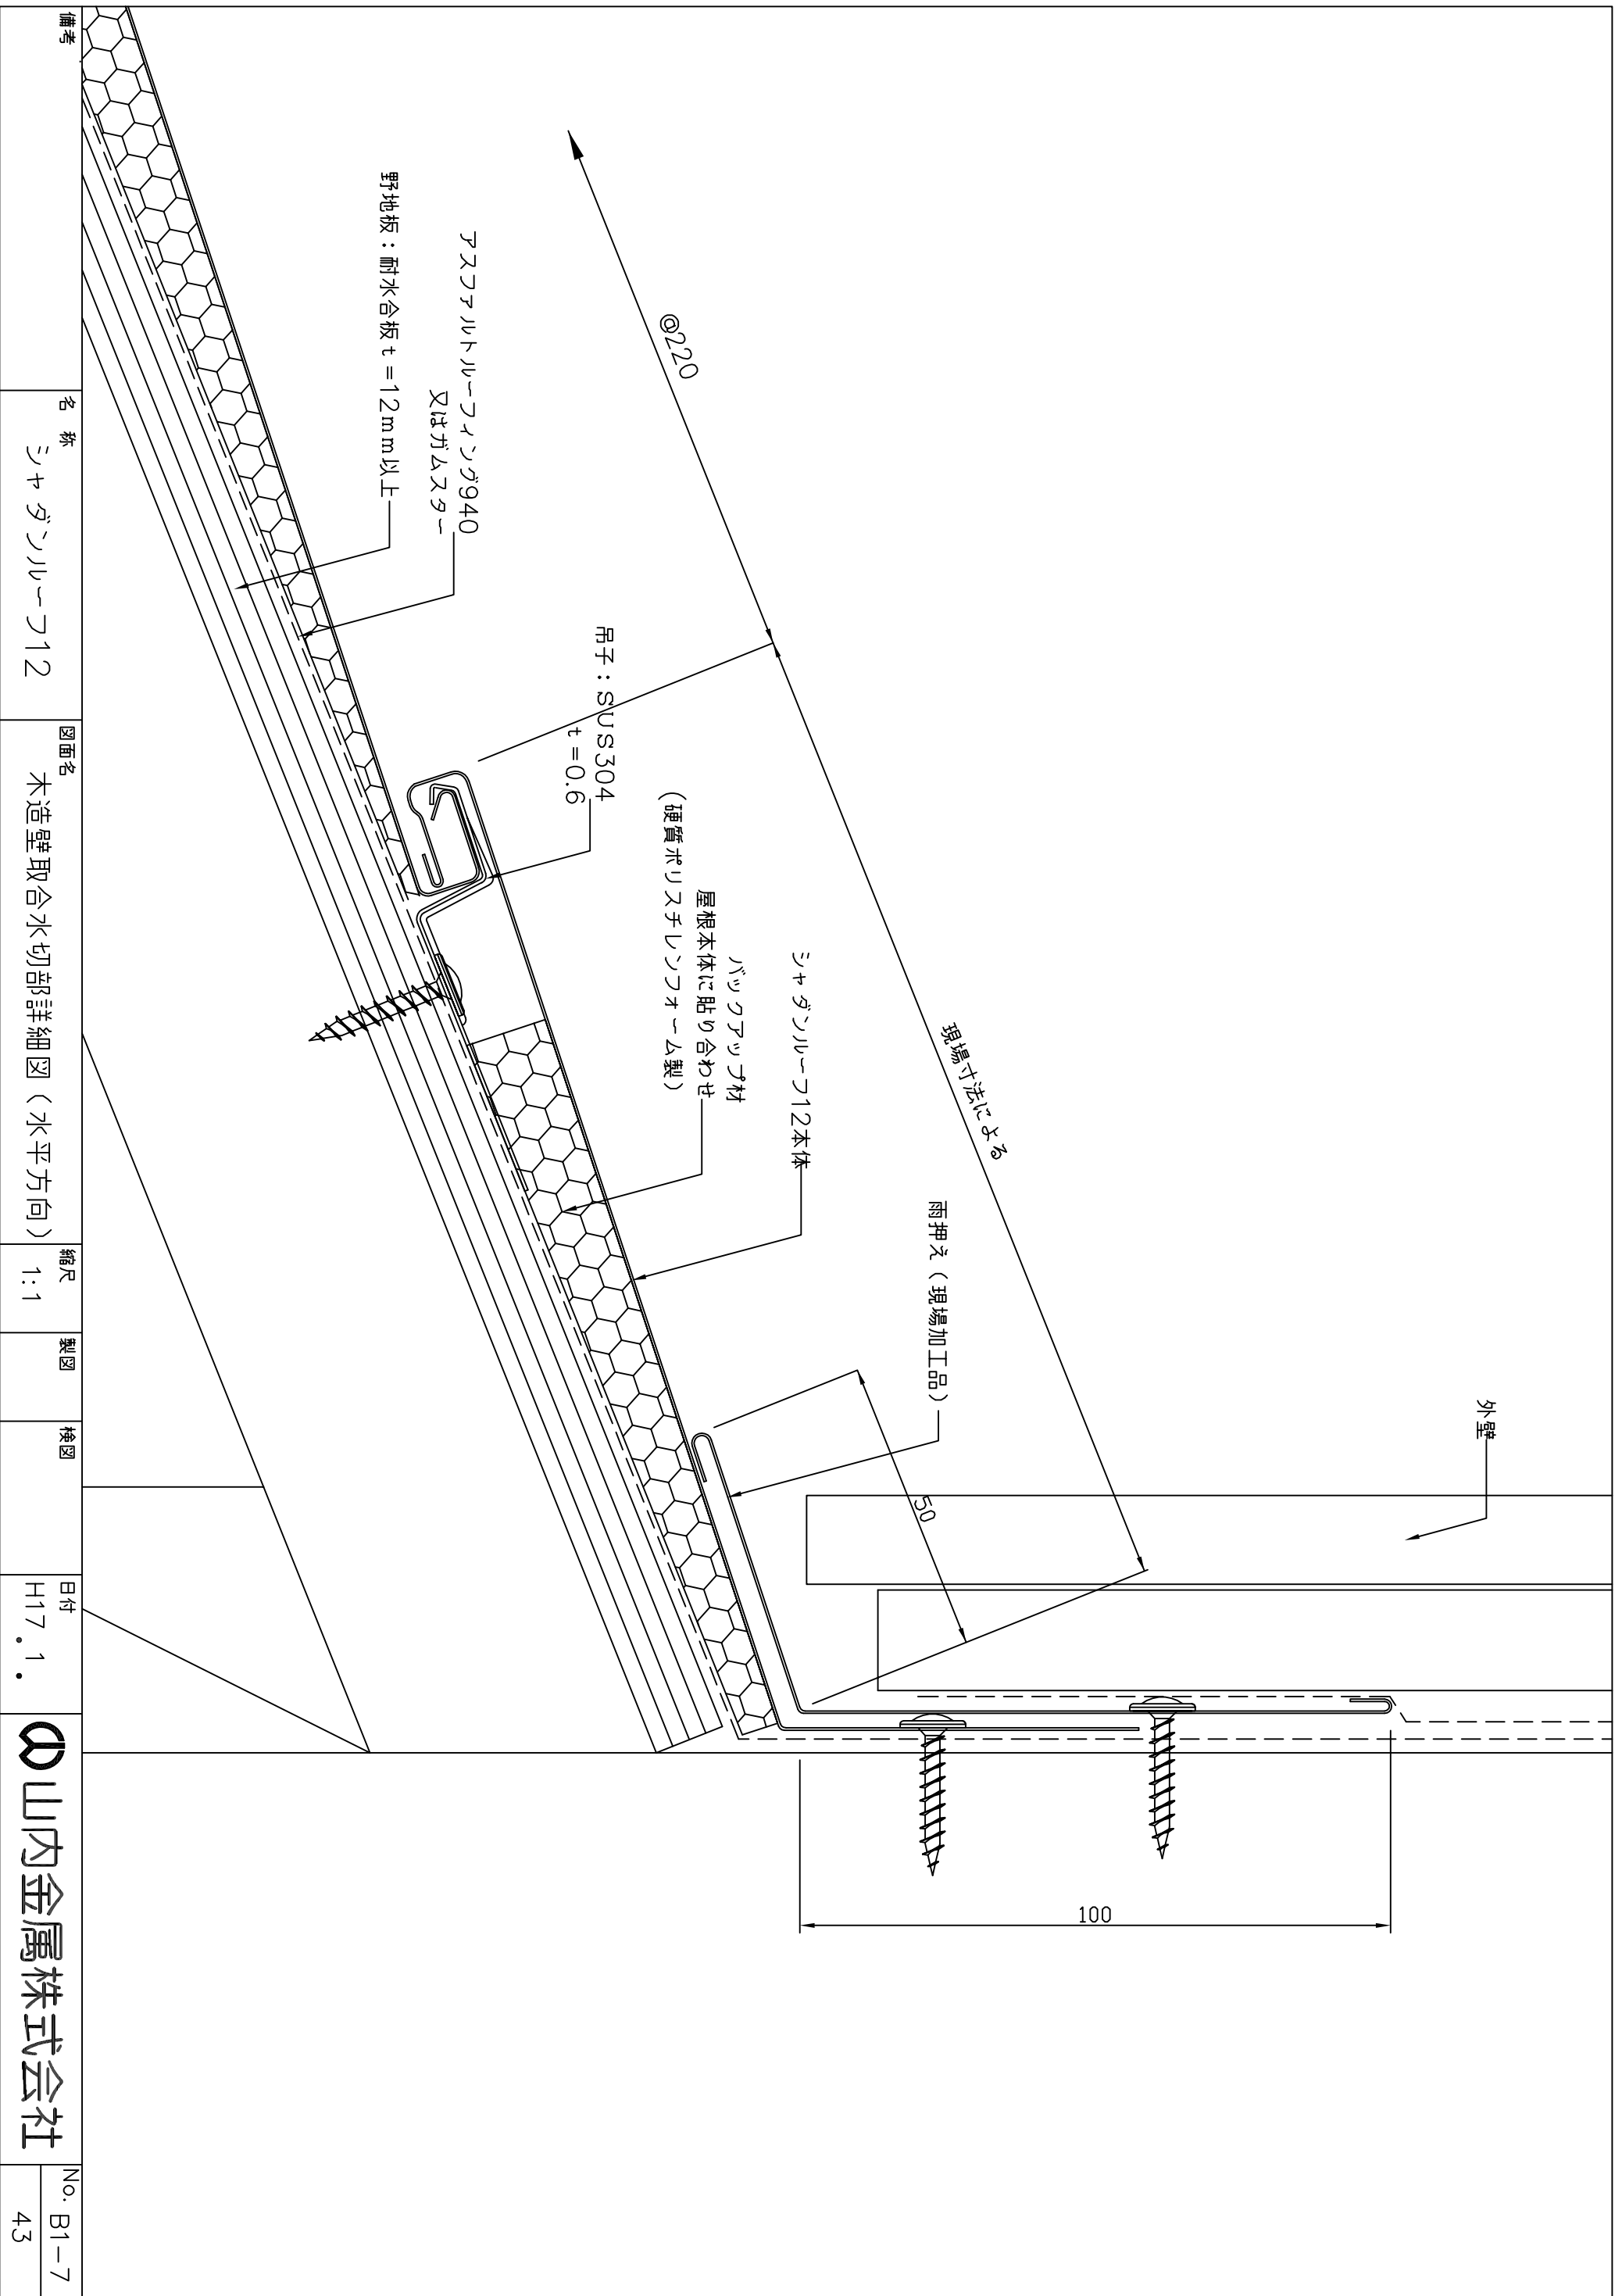 外壁
現場寸法による
雨押え（現場加工品）
50
100
シャダンルーフ12本体
バックアップ材
屋根本体に貼り合わせ
（硬質ポリスチレンフォーム製）
@220
吊子：SUS304
t=0.6
アスファルトルーフィング940
又はガムスター
野地板：耐水合板t=12mm以上
備考
名 称
シャダンルーフ12
図面名
木造壁取合水切部詳細図（水平方向）
縮尺
1:1
製図
検図
日付
H17. 1.
山内金属株式会社
No. B1-7
43